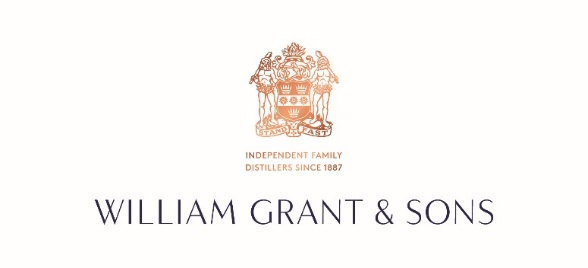 STAND FAST
INDEPENDENT FAMILY
DISTILLERS SINCE 1887
WILLIAM GRANT & SONS